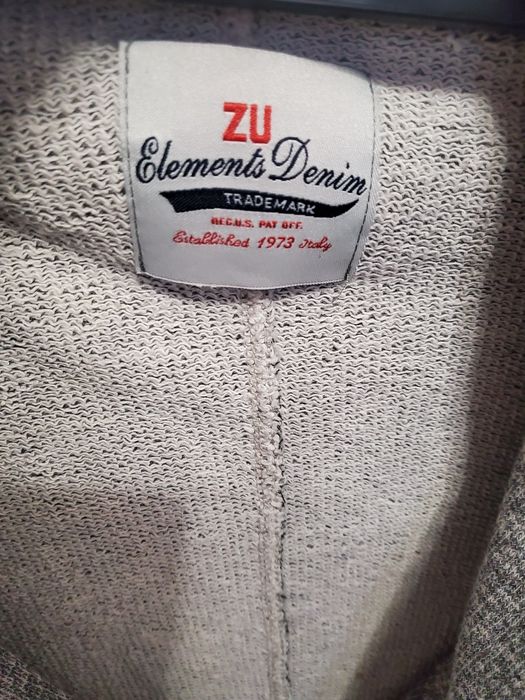 ZU
Elements Denim
TRADEMARK
REG.U.S. PAT OFF.
Established 1973 Italy